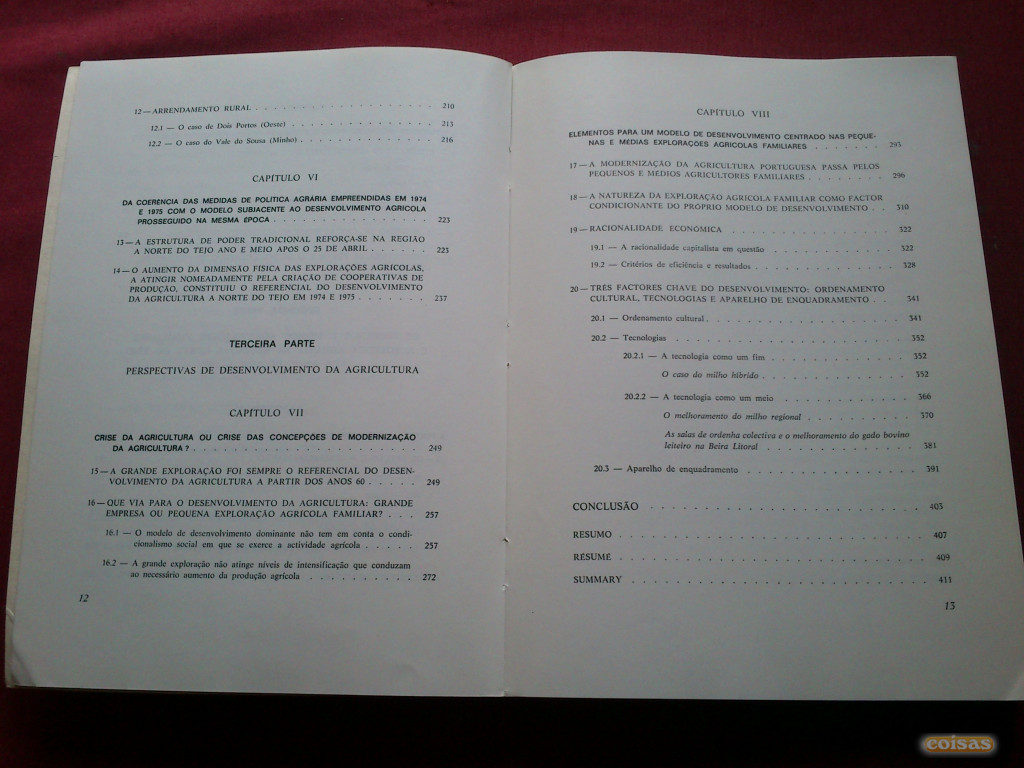 12 — ARRENDAMENTO RURAL . . . . . . . . . . . . . . . . . . 210
12.1 — O caso de Dois Portos (Oeste) . . . . . . . . . . . . . . 213
12.2 — O caso do Vale do Sousa (Minho) . . . . . . . . . . . . . 216
CAPITULO VI
DA COERENCIA DAS MEDIDAS DE POLITICA AGRARIA EMPREENDIDAS EM 1974
E 1975 COM O MODELO SUBJACENTE AO DESENVOLVIMENTO AGRÍCOLA
PROSSEGUIDO NA MESMA ÉPOCA . . . . . . . . . . . . . . . 223
13 — A ESTRUTURA DE PODER TRADICIONAL REFORÇA-SE NA REGIÃO
A NORTE DO TEJO ANO E MEIO APOS O 25 DE ABRIL . . . . . . 223
14 — O AUMENTO DA DIMENSÃO FISICA DAS EXPLORAÇÕES AGRICOLAS,
A ATINGIR NOMEADAMENTE PELA CRIAÇÃO DE COOPERATIVAS DE
PRODUÇÃO, CONSTITUIU O REFERENCIAL DO DESENVOLVIMENTO
DA AGRICULTURA A NORTE DO TEJO EM 1974 E 1975 . . . . . . . 237
TERCEIRA PARTE
PERSPECTIVAS DE DESENVOLVIMENTO DA AGRICULTURA
CAPÍTULO VII
CRISE DA AGRICULTURA OU CRISE DAS CONCEPÇÕES DE MODERNIZAÇÃO
DA AGRICULTURA ? . . . . . . . . . . . . . . . . . . . . . 249
15 — A GRANDE EXPLORAÇÃO FOI SEMPRE O REFERENCIAL DO DESEN-
VOLVIMENTO DA AGRICULTURA A PARTIR DOS ANOS 60 . . . . . 249
16 — QUE VIA PARA O DESENVOLVIMENTO DA AGRICULTURA: GRANDE
EMPRESA OU PEQUENA EXPLORAÇÃO AGRICOLA FAMILIAR? . . . 257
16.1 — O modelo de desenvolvimento dominante não tem em conta o condi-
cionalismo social em que se exerce a actividade agrícola . . . . . 257
16.2 — A grande exploração não atinge níveis de intensificação que conduzam
ao necessário aumento da produção agrícola . . . . . . . . . . 272
12
CAPÍTULO VIII
ELEMENTOS PARA UM MODELO DE DESENVOLVIMENTO CENTRADO NAS PEQUE-
NAS E MEDIAS EXPLORAÇÕES AGRICOLAS FAMILIARES . . . . . . . 295
17 — A MODERNIZAÇÃO DA AGRICULTURA PORTUGUESA PASSA PELOS
PEQUENOS E MEDIOS AGRICULTORES FAMILIARES . . . . . . . . 296
18 — A NATUREZA DA EXPLORAÇÃO AGRICOLA FAMILIAR COMO FACTOR
CONDICIONANTE DO PRÓPRIO MODELO DE DESENVOLVIMENTO . . 310
19 — RACIONALIDADE ECONÓMICA . . . . . . . . . . . . . . . 322
19.1 — A racionalidade capitalista em questão . . . . . . . . . . . . 322
19.2 — Critérios de eficiência e resultados . . . . . . . . . . . . . 328
20 — TRES FACTORES CHAVE DO DESENVOLVIMENTO: ORDENAMENTO
CULTURAL, TECNOLOGIAS E APARELHO DE ENQUADRAMENTO . . 341
20.1 — Ordenamento cultural . . . . . . . . . . . . . . . . . 341
20.2 — Tecnologias . . . . . . . . . . . . . . . . . . . . 352
20.2.1 — A tecnologia como um fim . . . . . . . . . . . . 352
O caso do milho híbrido . . . . . . . . . . . . . 352
20.2.2 — A tecnologia como um meio . . . . . . . . . . . 366
O melhoramento do milho regional . . . . . . . . . 370
As salas de ordenha colectiva e o melhoramento do gado bovino
leiteiro na Beira Litoral . . . . . . . . . . . . . 381
20.3 — Aparelho de enquadramento . . . . . . . . . . . . . . 391
CONCLUSÃO . . . . . . . . . . . . . . . . . . . . . . 403
RESUMO . . . . . . . . . . . . . . . . . . . . . . . . 407
RÉSUMÉ . . . . . . . . . . . . . . . . . . . . . . . . 409
SUMMARY . . . . . . . . . . . . . . . . . . . . . . . 411
13
coisas